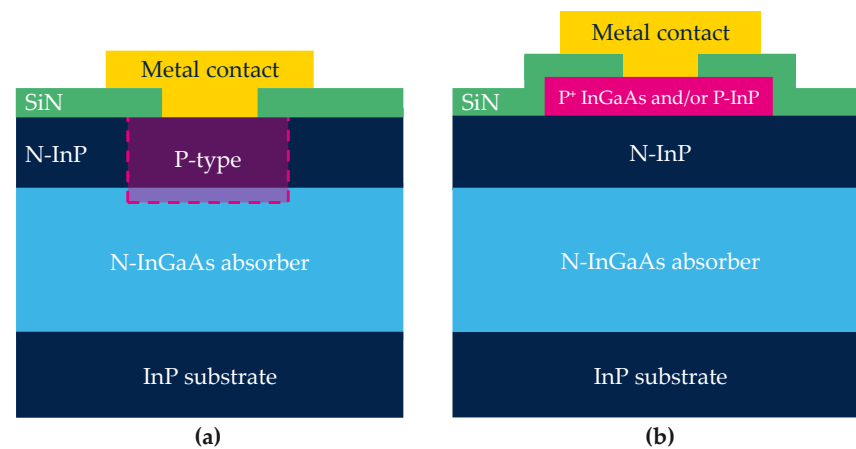 Metal contact
SiN
N-InP
P-type
N-InGaAs absorber
InP substrate
(a)
Metal contact
SiN
P⁺ InGaAs and/or P-InP
N-InP
N-InGaAs absorber
InP substrate
(b)